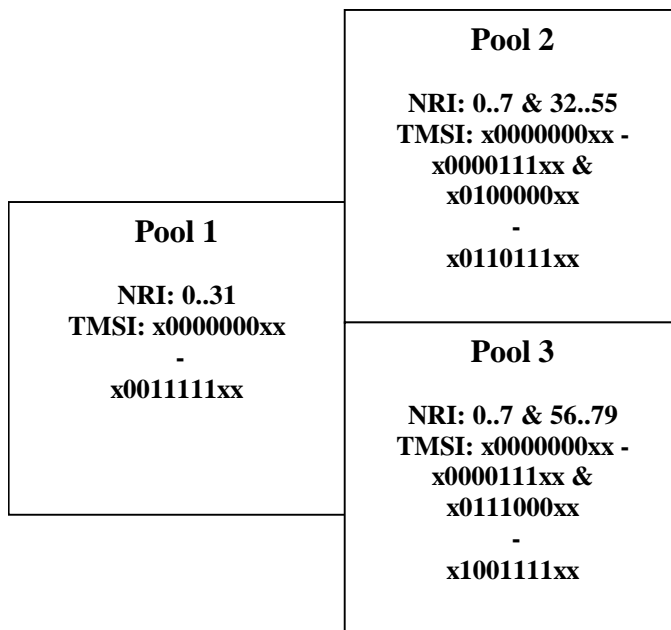 Pool 2
NRI: 0..7 & 32..55
TMSI: x0000000xx -
x0000111xx &
x0100000xx
-
x0110111xx
Pool 1
NRI: 0..31
TMSI: x0000000xx
-
x0011111xx
Pool 3
NRI: 0..7 & 56..79
TMSI: x0000000xx -
x0000111xx &
x0111000xx
-
x1001111xx